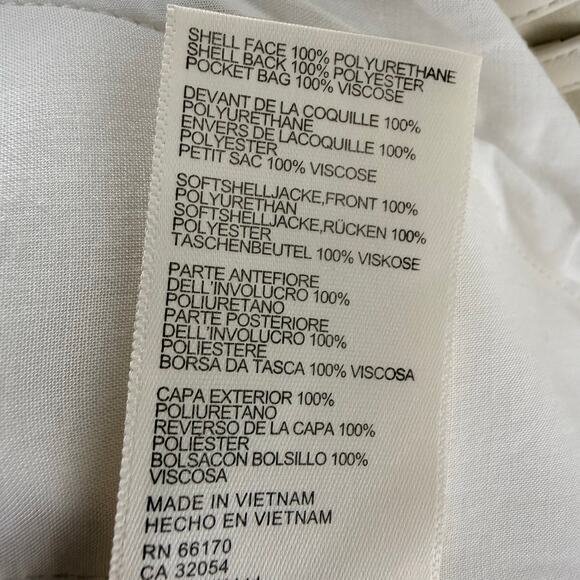 SHELL FACE 100% POLYURETHANE
SHELL BACK 100% POLYESTER
POCKET BAG 100% VISCOSE
DEVANT DE LA COQUILLE 100%
POLYURETHANE
ENVERS DE LACOQUILLE 100%
POLYESTER
PETIT SAC 100% VISCOSE
SOFTSHELLJACKE,FRONT 100%
POLYURETHAN
SOFTSHELLJACKE,RÜCKEN 100%
POLYESTER
TASCHENBEUTEL 100% VISKOSE
PARTE ANTEFIORE
DELL'INVOLUCRO 100%
POLIURETANO
PARTE POSTERIORE
DELL'INVOLUCRO 100%
POLIESTERE
BORSA DA TASCA 100% VISCOSA
CAPA EXTERIOR 100%
POLIURETANO
REVERSO DE LA CAPA 100%
POLIÉSTER
BOLSACON BOLSILLO 100%
VISCOSA
MADE IN VIETNAM
HECHO EN VIETNAM
RN 66170
CA 32054